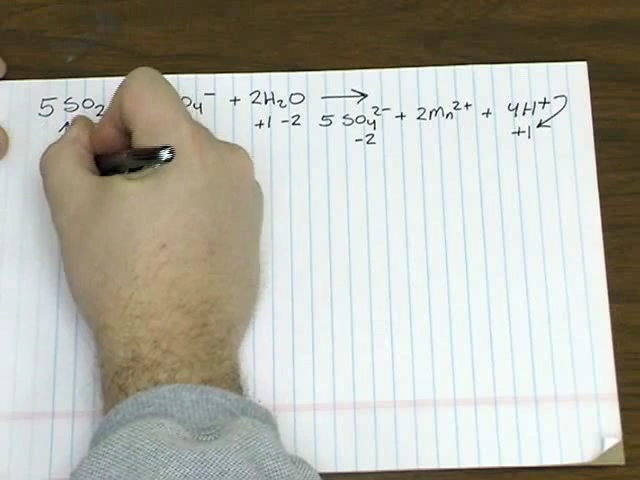 5 SO₂ O₄⁻ + 2H₂O ⟶ 5 SO₄²⁻ + 2Mn²⁺ + 4H⁺
+1 -2 -2 +1